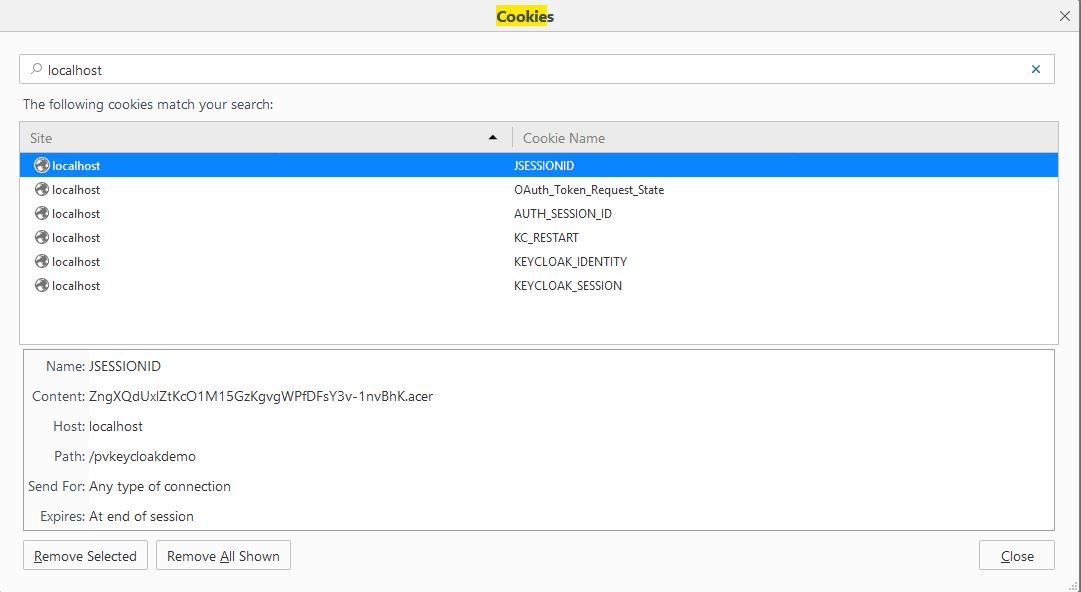 Cookies
localhost
The following cookies match your search:
Site Cookie Name
localhost JSESSIONID
localhost OAuth_Token_Request_State
localhost AUTH_SESSION_ID
localhost KC_RESTART
localhost KEYCLOAK_IDENTITY
localhost KEYCLOAK_SESSION
Name: JSESSIONID
Content: ZngXQdUxlZtKcO1M15GzKgvgWPfDFsY3v-1nvBhK.acer
Host: localhost
Path: /pvkeycloakdemo
Send For: Any type of connection
Expires: At end of session
Remove Selected Remove All Shown Close